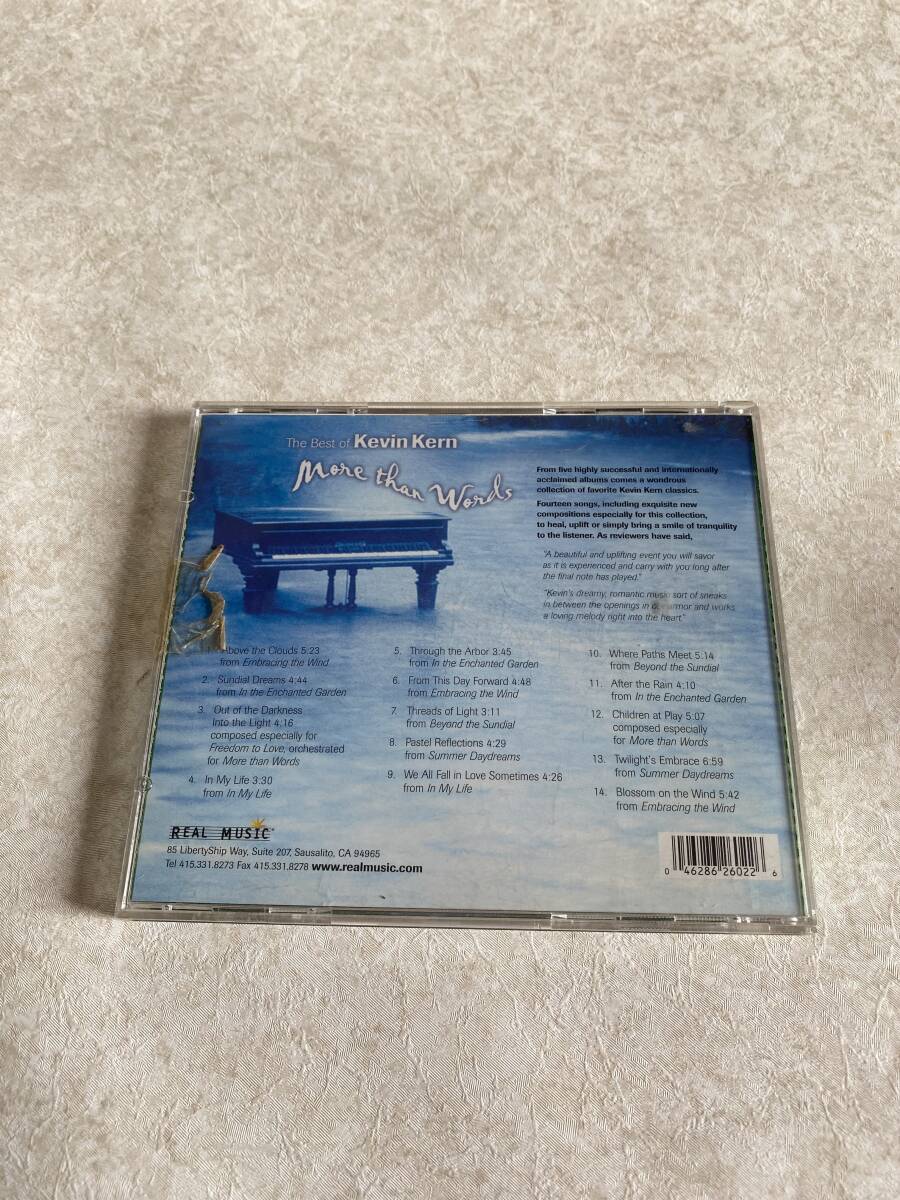 The Best of Kevin Kern
More than Words
From five highly successful and internationally
acclaimed albums comes a wondrous
collection of favorite Kevin Kern classics.
Fourteen songs, including exquisite new
compositions especially for this collection,
to heal, uplift or simply bring a smile of tranquility
to the listener. As reviewers have said,
"A beautiful and uplifting event you will savor
as it is experienced and carry with you long after
the final note has played."
"Kevin's dreamy, romantic music sort of sneaks
in between the openings in armor and works
a loving melody right into the heart"
Above the Clouds 5:23
from Embracing the Wind
2. Sundial Dreams 4:44
from In the Enchanted Garden
3. Out of the Darkness
Into the Light 4:16
composed especially for
Freedom to Love, orchestrated
for More than Words
4. In My Life 3:30
from In My Life
5. Through the Arbor 3:45
from In the Enchanted Garden
6. From This Day Forward 4:48
from Embracing the Wind
7. Threads of Light 3:11
from Beyond the Sundial
8. Pastel Reflections 4:29
from Summer Daydreams
9. We All Fall in Love Sometimes 4:26
from In My Life
10. Where Paths Meet 5:14
from Beyond the Sundial
11. After the Rain 4:10
from In the Enchanted Garden
12. Children at Play 5:07
composed especially
for More than Words
13. Twilight's Embrace 6:59
from Summer Daydreams
14. Blossom on the Wind 5:42
from Embracing the Wind
REAL MUSIC
85 LibertyShip Way, Suite 207, Sausalito, CA 94965
Tel 415.331.8273 Fax 415.331.8278 www.realmusic.com
0 46286 26022 6